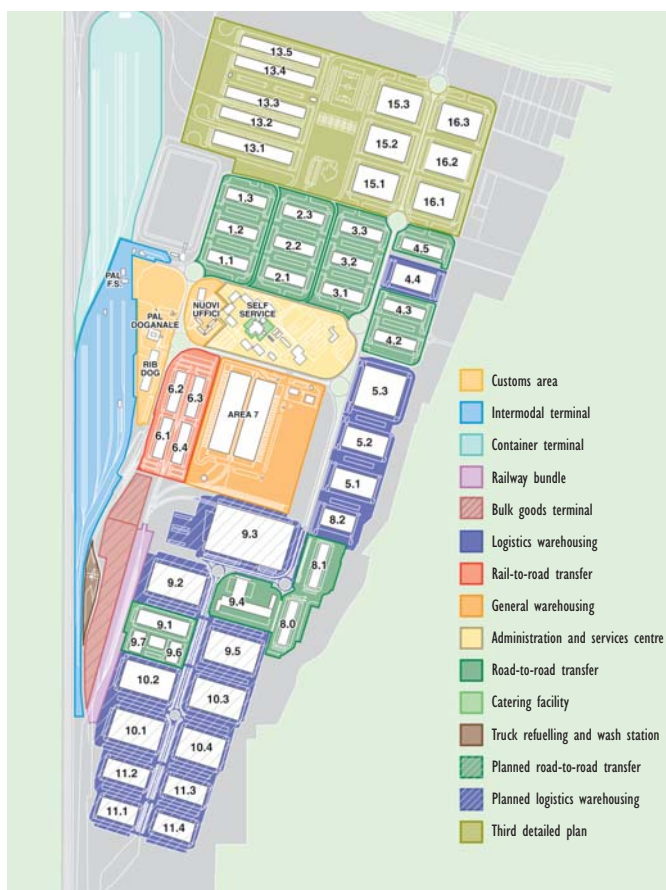 13.5
13.4
13.3
13.2
13.1
15.3
15.2
15.1
16.3
16.2
16.1
1.3
1.2
1.1
2.3
2.2
2.1
3.3
3.2
3.1
4.5
4.4
4.3
4.2
PAL
F.S.
PAL
DOGANALE
RIB
DOG
NUOVI
UFFICI
SELF
SERVICE
6.2
6.3
6.1
6.4
AREA 7
5.3
5.2
5.1
8.2
9.3
8.1
9.2
9.4
8.0
9.1
9.7
9.6
9.5
10.2
10.3
10.1
10.4
11.2
11.3
11.1
11.4
Customs area
Intermodal terminal
Container terminal
Railway bundle
Bulk goods terminal
Logistics warehousing
Rail-to-road transfer
General warehousing
Administration and services centre
Road-to-road transfer
Catering facility
Truck refuelling and wash station
Planned road-to-road transfer
Planned logistics warehousing
Third detailed plan